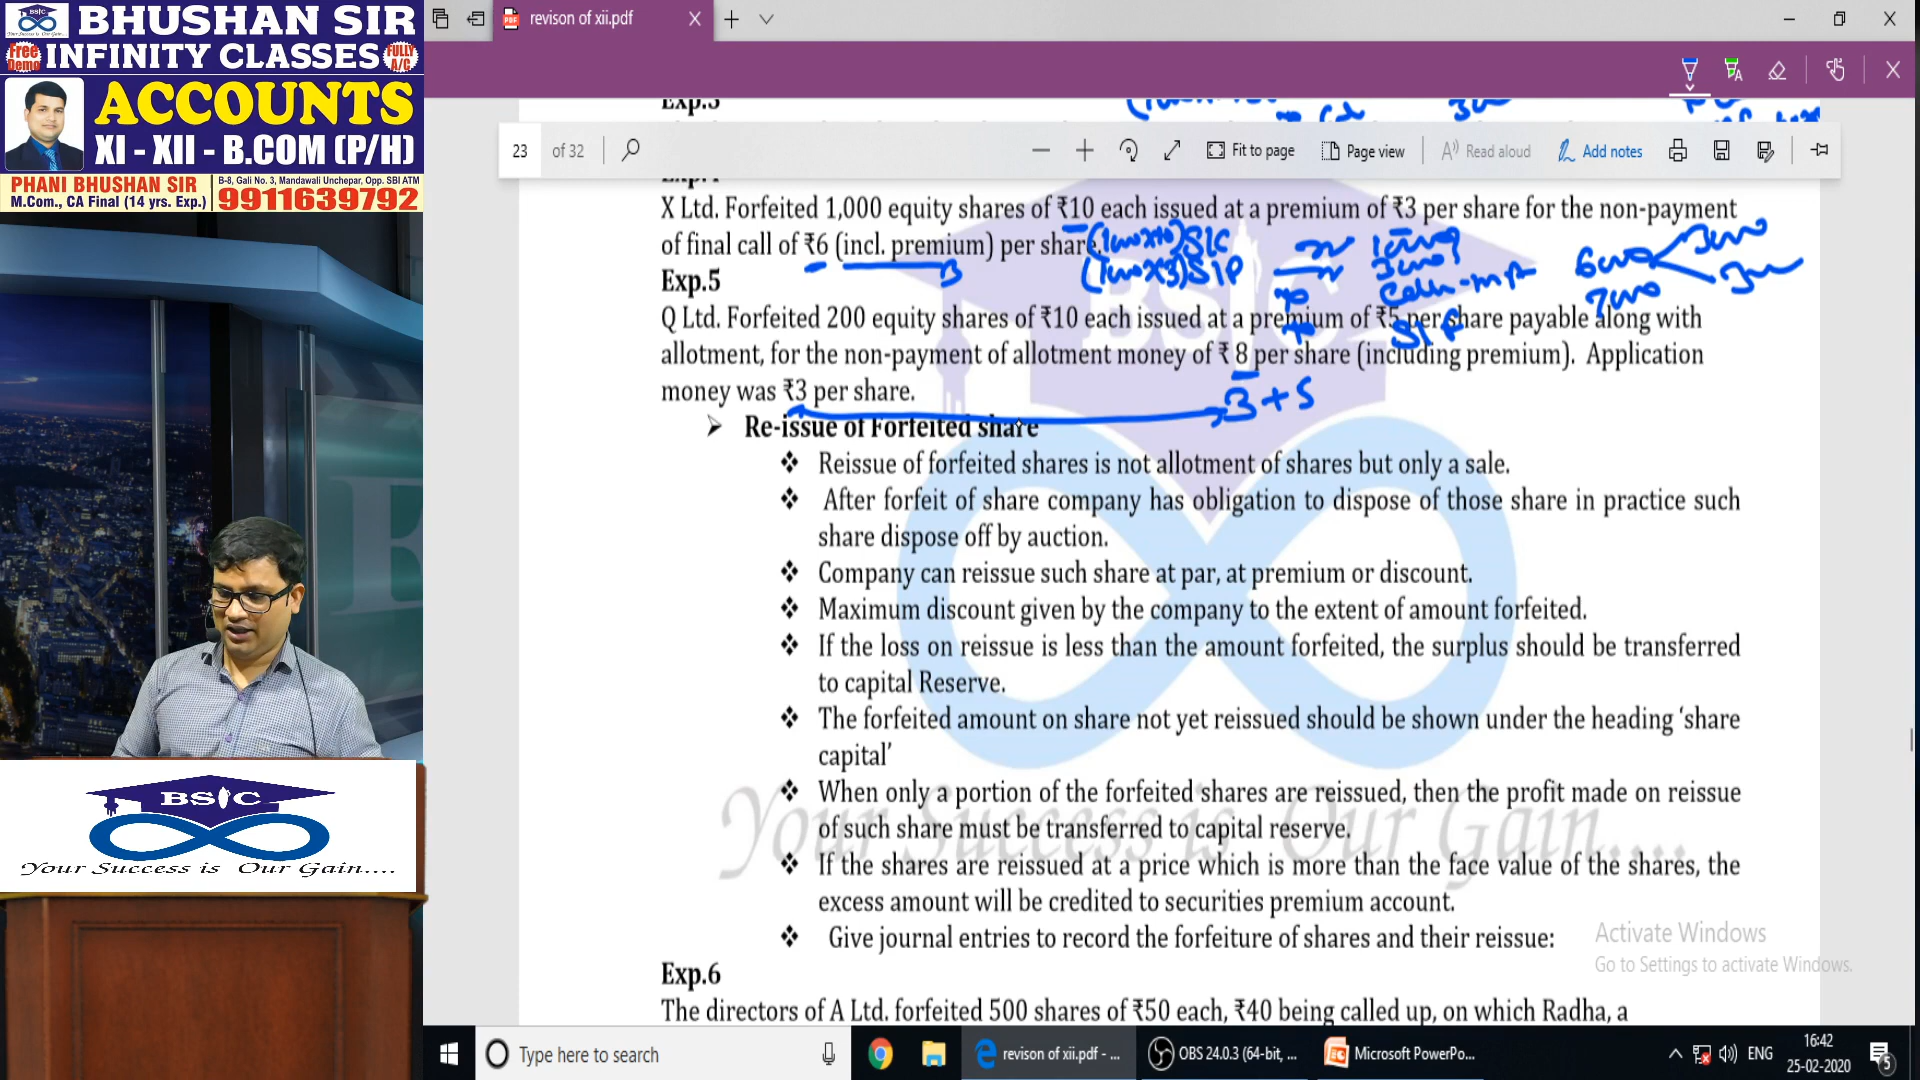 BSIC
Your Success is Our Gain....
BHUSHAN SIR
Free Demo
INFINITY CLASSES
FULLY A/C
ACCOUNTS
XI - XII - B.COM (P/H)
PHANI BHUSHAN SIR
M.Com., CA Final (14 yrs. Exp.)
B-8, Gali No. 3, Mandawali Unchepar, Opp. SBI ATM
9911639792
BSIC
Your Success is Our Gain....
revison of xii.pdf
23 of 32
Fit to page
Page view
Read aloud
Add notes
X Ltd. Forfeited 1,000 equity shares of ₹10 each issued at a premium of ₹3 per share for the non-payment
of final call of ₹6 (incl. premium) per share.
Exp.5
Q Ltd. Forfeited 200 equity shares of ₹10 each issued at a premium of ₹5 per share payable along with
allotment, for the non-payment of allotment money of ₹ 8 per share (including premium). Application
money was ₹3 per share.
3 + 5
➢ Re-issue of Forfeited share
❖ Reissue of forfeited shares is not allotment of shares but only a sale.
❖ After forfeit of share company has obligation to dispose of those share in practice such
share dispose off by auction.
❖ Company can reissue such share at par, at premium or discount.
❖ Maximum discount given by the company to the extent of amount forfeited.
❖ If the loss on reissue is less than the amount forfeited, the surplus should be transferred
to capital Reserve.
❖ The forfeited amount on share not yet reissued should be shown under the heading ‘share
capital’
❖ When only a portion of the forfeited shares are reissued, then the profit made on reissue
of such share must be transferred to capital reserve.
❖ If the shares are reissued at a price which is more than the face value of the shares, the
excess amount will be credited to securities premium account.
❖ Give journal entries to record the forfeiture of shares and their reissue:
Exp.6
The directors of A Ltd. forfeited 500 shares of ₹50 each, ₹40 being called up, on which Radha, a
BSIC
Your Success is Our Gain....
Activate Windows
Go to Settings to activate Windows.
Type here to search
revison of xii.pdf - ...
OBS 24.0.3 (64-bit, ...
Microsoft PowerPo...
ENG
16:42
25-02-2020
5